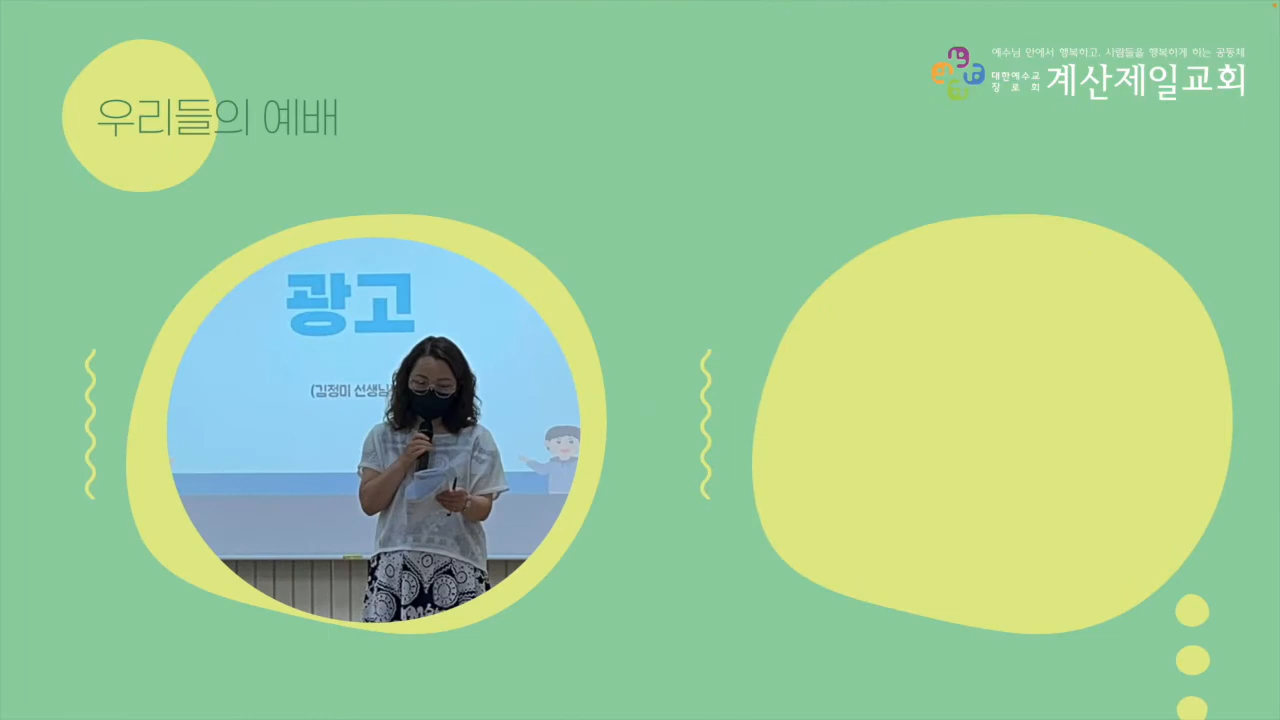 우리들의 예배
예수님 안에서 행복하고, 사람들을 행복하게 하는 공동체
대한예수교
장로회
계산제일교회
광고
(김정미 선생님